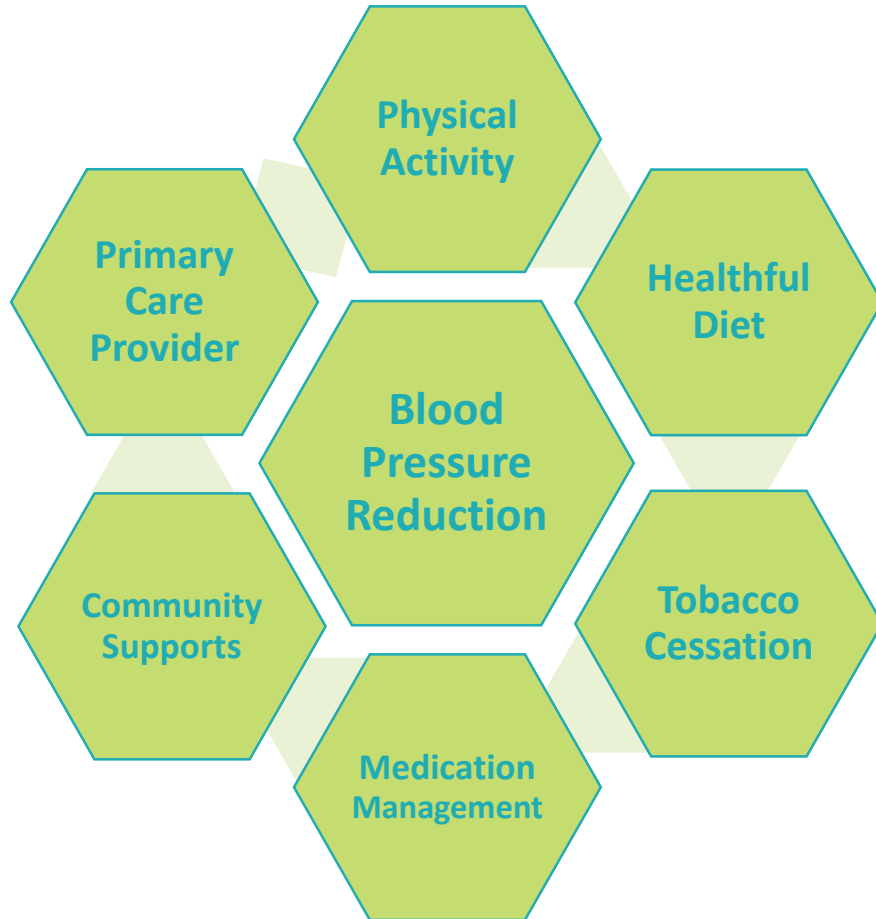 Physical
Activity
Primary
Care
Provider
Healthful
Diet
Blood
Pressure
Reduction
Community
Supports
Tobacco
Cessation
Medication
Management